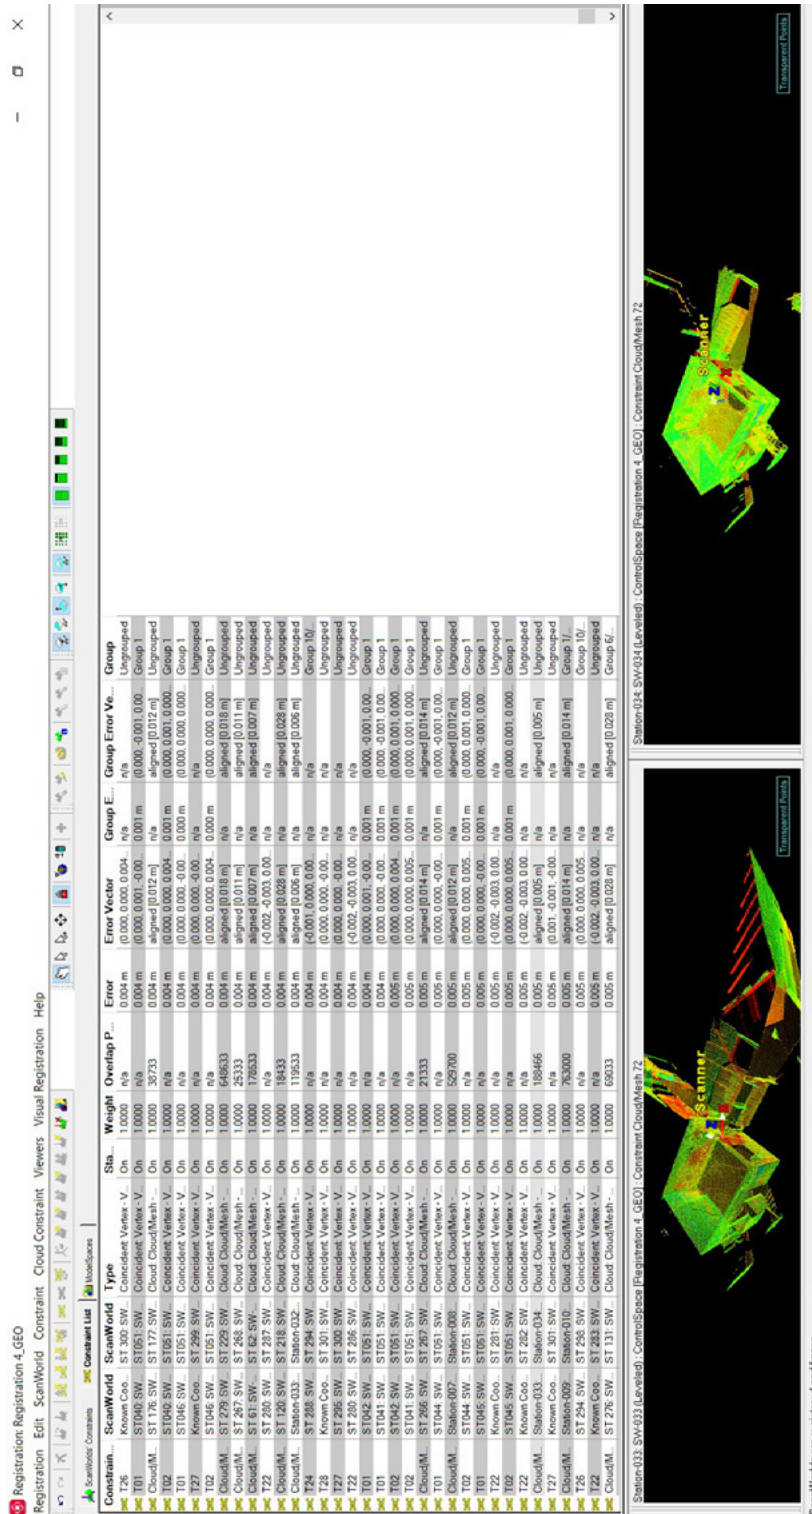 Registration: Registration 4_GEO
Registration Edit ScanWorld Constraint Cloud Constraint Viewers Visual Registration Help
ScanWorlds' Constraints Constraint List ModelSpaces
Constrain... ScanWorld ScanWorld Type Sta... Weight Overlap P... Error Error Vector Group E... Group Error Ve... Group
T26 Known Coo... ST 300: SW... Coincident: Vertex - V... On 1.0000 n/a 0.004 m (0.000, 0.000, 0.004... n/a n/a Ungrouped
T01 ST040: SW... ST051: SW... Coincident: Vertex - V... On 1.0000 n/a 0.004 m (0.000, 0.001, -0.00... 0.001 m (0.000, -0.001, 0.00... Group 1
Cloud/M... ST 176: SW... ST 177: SW... Cloud: Cloud/Mesh -... On 1.0000 38733 0.004 m aligned [0.012 m] n/a aligned [0.012 m] Ungrouped
T02 ST040: SW... ST051: SW... Coincident: Vertex - V... On 1.0000 n/a 0.004 m (0.000, 0.000, 0.004... 0.001 m (0.000, 0.001, 0.000... Group 1
T01 ST046: SW... ST051: SW... Coincident: Vertex - V... On 1.0000 n/a 0.004 m (0.000, 0.000, -0.00... 0.000 m (0.000, 0.000, 0.000... Group 1
T27 Known Coo... ST 299: SW... Coincident: Vertex - V... On 1.0000 n/a 0.004 m (0.000, 0.000, -0.00... n/a n/a Ungrouped
T02 ST046: SW... ST051: SW... Coincident: Vertex - V... On 1.0000 n/a 0.004 m (0.000, 0.000, 0.004... 0.000 m (0.000, 0.000, 0.000... Group 1
Cloud/M... ST 279: SW... ST 229: SW... Cloud: Cloud/Mesh -... On 1.0000 648633 0.004 m aligned [0.018 m] n/a aligned [0.018 m] Ungrouped
Cloud/M... ST 267: SW... ST 268: SW... Cloud: Cloud/Mesh -... On 1.0000 25333 0.004 m aligned [0.011 m] n/a aligned [0.011 m] Ungrouped
Cloud/M... ST 61: SW-... ST 62: SW-... Cloud: Cloud/Mesh -... On 1.0000 178533 0.004 m aligned [0.007 m] n/a aligned [0.007 m] Ungrouped
T22 ST 280: SW... ST 287: SW... Coincident: Vertex - V... On 1.0000 n/a 0.004 m (-0.002, -0.003, 0.00... n/a n/a Ungrouped
Cloud/M... ST 120: SW... ST 218: SW... Cloud: Cloud/Mesh -... On 1.0000 18433 0.004 m aligned [0.028 m] n/a aligned [0.028 m] Ungrouped
Cloud/M... Station-033:... Station-032:... Cloud: Cloud/Mesh -... On 1.0000 119533 0.004 m aligned [0.006 m] n/a aligned [0.006 m] Ungrouped
T24 ST 288: SW... ST 294: SW... Coincident: Vertex - V... On 1.0000 n/a 0.004 m (-0.001, 0.000, 0.00... n/a n/a Group 10/...
T28 Known Coo... ST 301: SW... Coincident: Vertex - V... On 1.0000 n/a 0.004 m (0.000, 0.000, -0.00... n/a n/a Ungrouped
T27 ST 295: SW... ST 300: SW... Coincident: Vertex - V... On 1.0000 n/a 0.004 m (0.000, 0.000, -0.00... n/a n/a Ungrouped
T22 ST 280: SW... ST 286: SW... Coincident: Vertex - V... On 1.0000 n/a 0.004 m (-0.002, -0.003, 0.00... n/a n/a Ungrouped
T01 ST042: SW... ST051: SW... Coincident: Vertex - V... On 1.0000 n/a 0.004 m (0.000, 0.001, -0.00... 0.001 m (0.000, -0.001, 0.00... Group 1
T01 ST041: SW... ST051: SW... Coincident: Vertex - V... On 1.0000 n/a 0.004 m (0.000, 0.000, -0.00... 0.001 m (0.000, -0.001, 0.00... Group 1
T02 ST042: SW... ST051: SW... Coincident: Vertex - V... On 1.0000 n/a 0.005 m (0.000, 0.000, 0.004... 0.001 m (0.000, 0.001, 0.000... Group 1
T02 ST041: SW... ST051: SW... Coincident: Vertex - V... On 1.0000 n/a 0.005 m (0.000, 0.000, 0.005... 0.001 m (0.000, 0.001, 0.000... Group 1
Cloud/M... ST 266: SW... ST 267: SW... Cloud: Cloud/Mesh -... On 1.0000 21333 0.005 m aligned [0.014 m] n/a aligned [0.014 m] Ungrouped
T01 ST044: SW... ST051: SW... Coincident: Vertex - V... On 1.0000 n/a 0.005 m (0.000, 0.000, -0.00... 0.001 m (0.000, -0.001, 0.00... Group 1
Cloud/M... Station-007:... Station-008:... Cloud: Cloud/Mesh -... On 1.0000 529700 0.005 m aligned [0.012 m] n/a aligned [0.012 m] Ungrouped
T02 ST044: SW... ST051: SW... Coincident: Vertex - V... On 1.0000 n/a 0.005 m (0.000, 0.000, 0.005... 0.001 m (0.000, 0.001, 0.000... Group 1
T01 ST045: SW... ST051: SW... Coincident: Vertex - V... On 1.0000 n/a 0.005 m (0.000, 0.000, -0.00... 0.001 m (0.000, -0.001, 0.00... Group 1
T22 Known Coo... ST 281: SW... Coincident: Vertex - V... On 1.0000 n/a 0.005 m (-0.002, -0.003, 0.00... n/a n/a Ungrouped
T02 ST045: SW... ST051: SW... Coincident: Vertex - V... On 1.0000 n/a 0.005 m (0.000, 0.000, 0.005... 0.001 m (0.000, 0.001, 0.000... Group 1
T22 Known Coo... ST 282: SW... Coincident: Vertex - V... On 1.0000 n/a 0.005 m (-0.002, -0.003, 0.00... n/a n/a Ungrouped
Cloud/M... Station-033:... Station-034:... Cloud: Cloud/Mesh -... On 1.0000 188466 0.005 m aligned [0.005 m] n/a aligned [0.005 m] Ungrouped
T27 Known Coo... ST 301: SW... Coincident: Vertex - V... On 1.0000 n/a 0.005 m (0.001, -0.001, -0.00... n/a n/a Ungrouped
Cloud/M... Station-009:... Station-010:... Cloud: Cloud/Mesh -... On 1.0000 763000 0.005 m aligned [0.014 m] n/a aligned [0.014 m] Group 1/...
T26 ST 294: SW... ST 298: SW... Coincident: Vertex - V... On 1.0000 n/a 0.005 m (0.000, 0.000, 0.005... n/a n/a Group 10/...
T22 Known Coo... ST 283: SW... Coincident: Vertex - V... On 1.0000 n/a 0.005 m (-0.002, -0.003, 0.00... n/a n/a Ungrouped
Cloud/M... ST 276: SW... ST 131: SW... Cloud: Cloud/Mesh -... On 1.0000 69033 0.005 m aligned [0.028 m] n/a aligned [0.028 m] Group 6/...
Station-033: SW-033 (Leveled) : ControlSpace [Registration 4_GEO] : Constraint Cloud/Mesh 72
Scanner
Z
Transparent Points
Station-034: SW-034 (Leveled) : ControlSpace [Registration 4_GEO] : Constraint Cloud/Mesh 72
Scanner
Z
X
Transparent Points